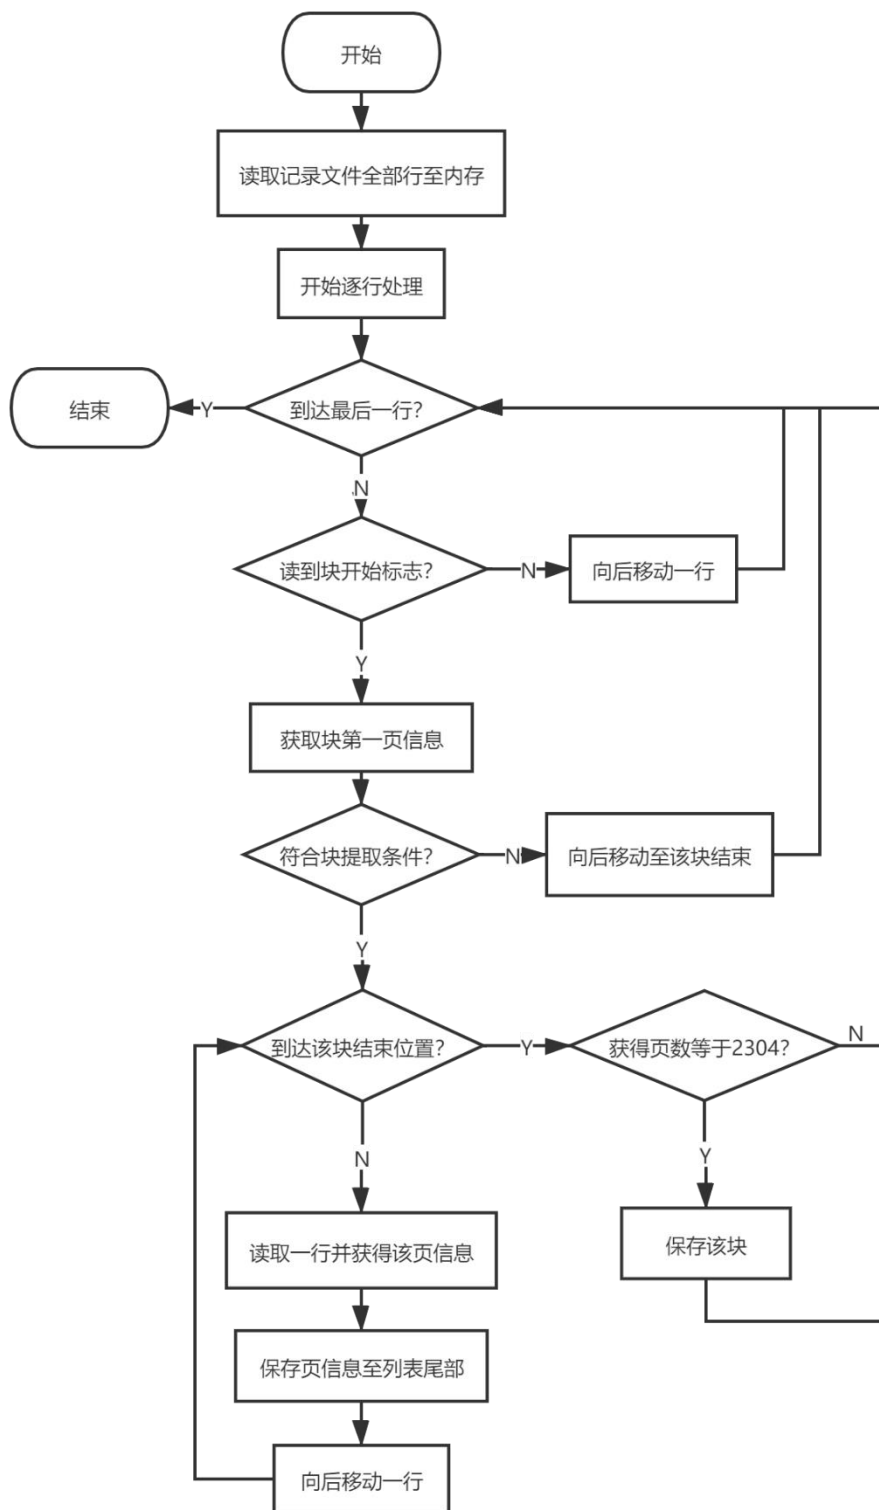 开始
读取记录文件全部行至内存
开始逐行处理
到达最后一行?
Y
结束
N
读到块开始标志?
N
向后移动一行
Y
获取块第一页信息
符合块提取条件?
N
向后移动至该块结束
Y
到达该块结束位置?
Y
获得页数等于2304?
N
N
Y
读取一行并获得该页信息
保存该块
保存页信息至列表尾部
向后移动一行